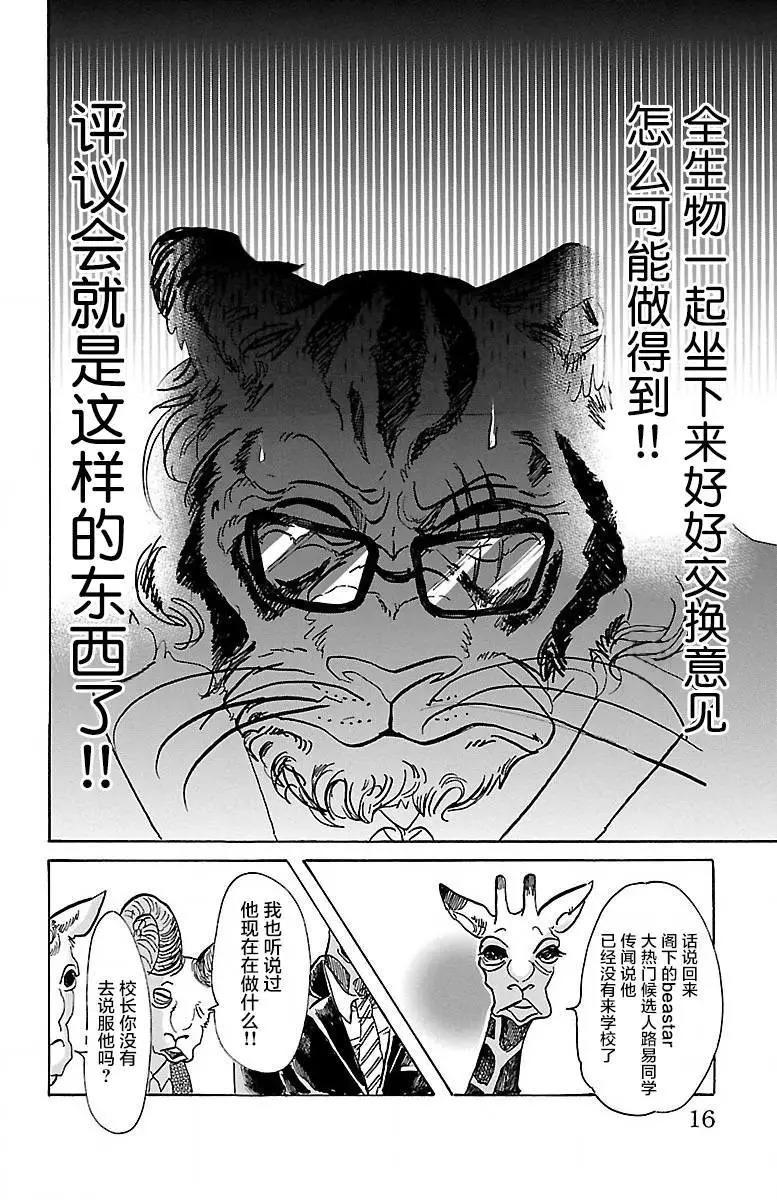 全生物一起坐下来好好交换意见
怎么可能做得到!!
评议会就是这样的东西了!!
话说回来
阁下的beastar
大热门候选人路易同学
传闻说他
已经没有来学校了
我也听说过
他现在在做什么!!
校长你没有
去说服他吗?
16